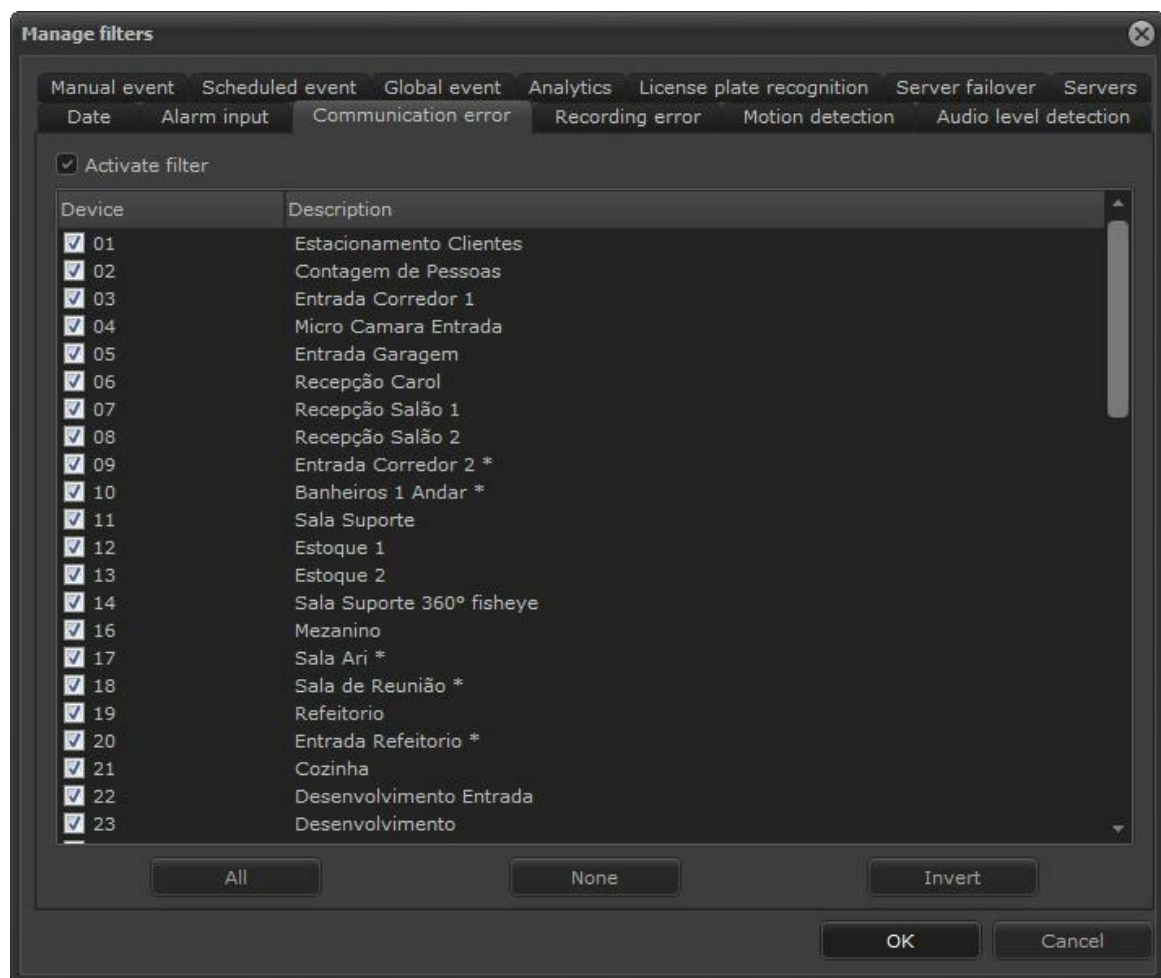 Manage filters
Manual event Scheduled event Global event Analytics License plate recognition Server failover Servers
Date Alarm input Communication error Recording error Motion detection Audio level detection
Activate filter
Device Description
01 Estacionamento Clientes
02 Contagem de Pessoas
03 Entrada Corredor 1
04 Micro Camara Entrada
05 Entrada Garagem
06 Recepção Carol
07 Recepção Salão 1
08 Recepção Salão 2
09 Entrada Corredor 2 *
10 Banheiros 1 Andar *
11 Sala Suporte
12 Estoque 1
13 Estoque 2
14 Sala Suporte 360° fisheye
16 Mezanino
17 Sala Ari *
18 Sala de Reunião *
19 Refeitorio
20 Entrada Refeitorio *
21 Cozinha
22 Desenvolvimento Entrada
23 Desenvolvimento
All None Invert
OK Cancel